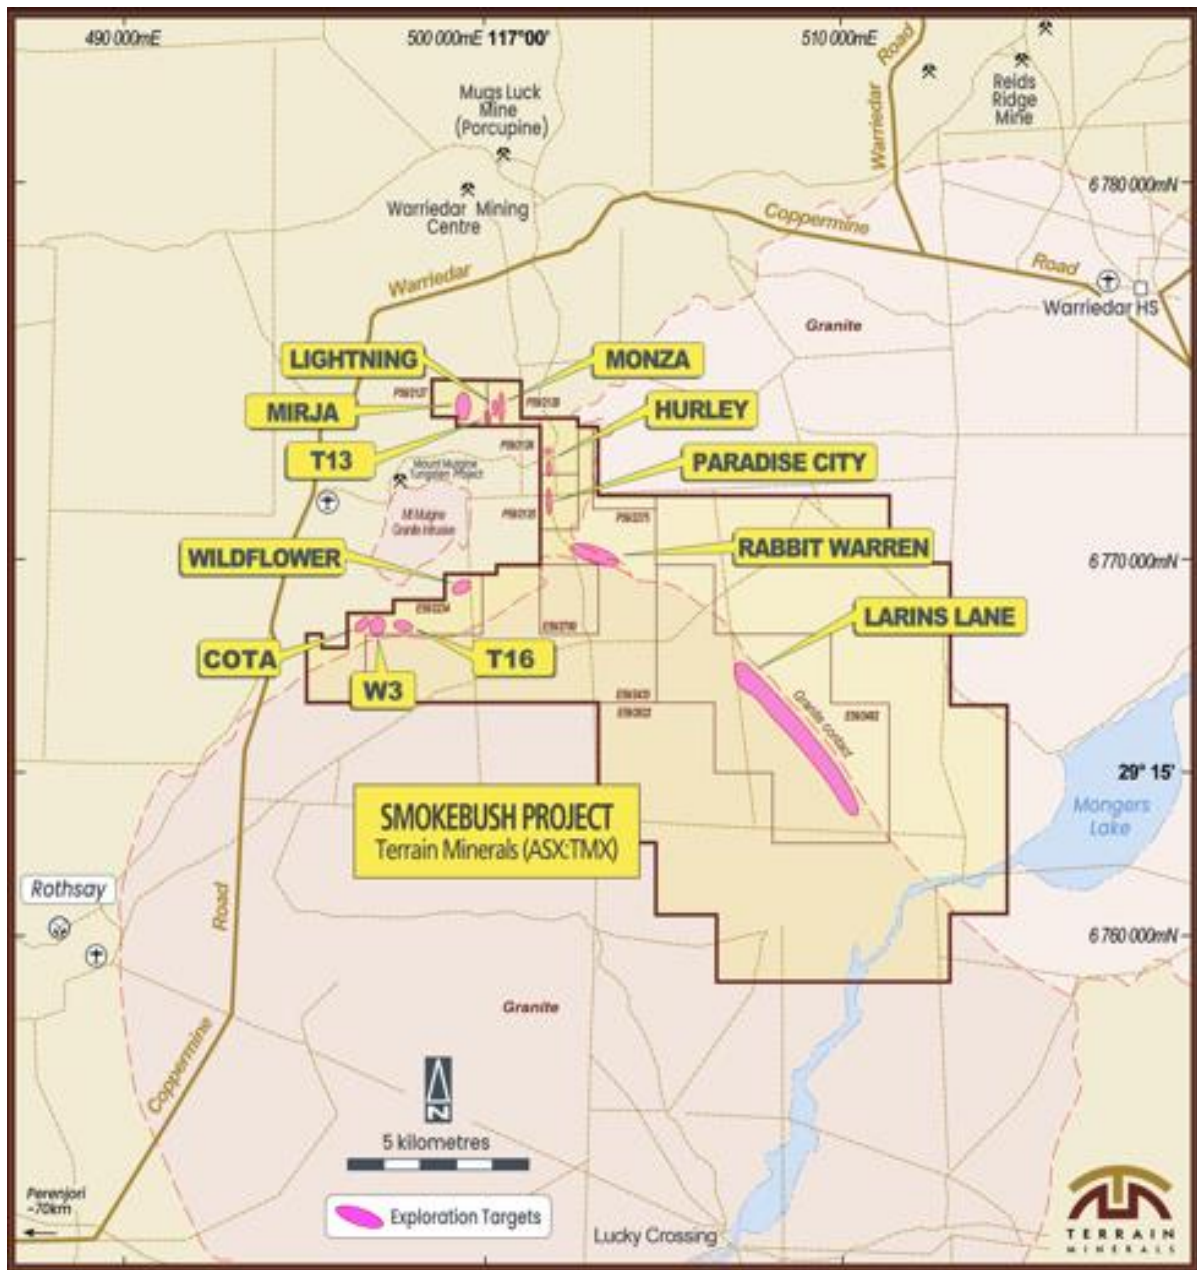 490 000mE
500 000mE 117°00'
510 000mE
Road
Warriedar
Reids
Ridge
Mine
Mugs Luck
Mine
(Porcupine)
6 780 000mN
Warriedar Mining
Centre
Coppermine
Road
Warriedar
Warriedar HS
Granite
LIGHTNING
MONZA
MIRJA
HURLEY
T13
PARADISE CITY
Mount Mulgine
Tungsten Project
Mt Mulgine
Granite Intrusive
WILDFLOWER
RABBIT WARREN
6 770 000mN
LARINS LANE
COTA
T16
W3
Granite contact
29° 15'
SMOKEBUSH PROJECT
Terrain Minerals (ASX:TMX)
Mongers
Lake
Rothsay
Road
6 760 000mN
Granite
Coppermine
N
5 kilometres
Perenjori
~70km
Exploration Targets
Lucky Crossing
TERRAIN
MINERALS